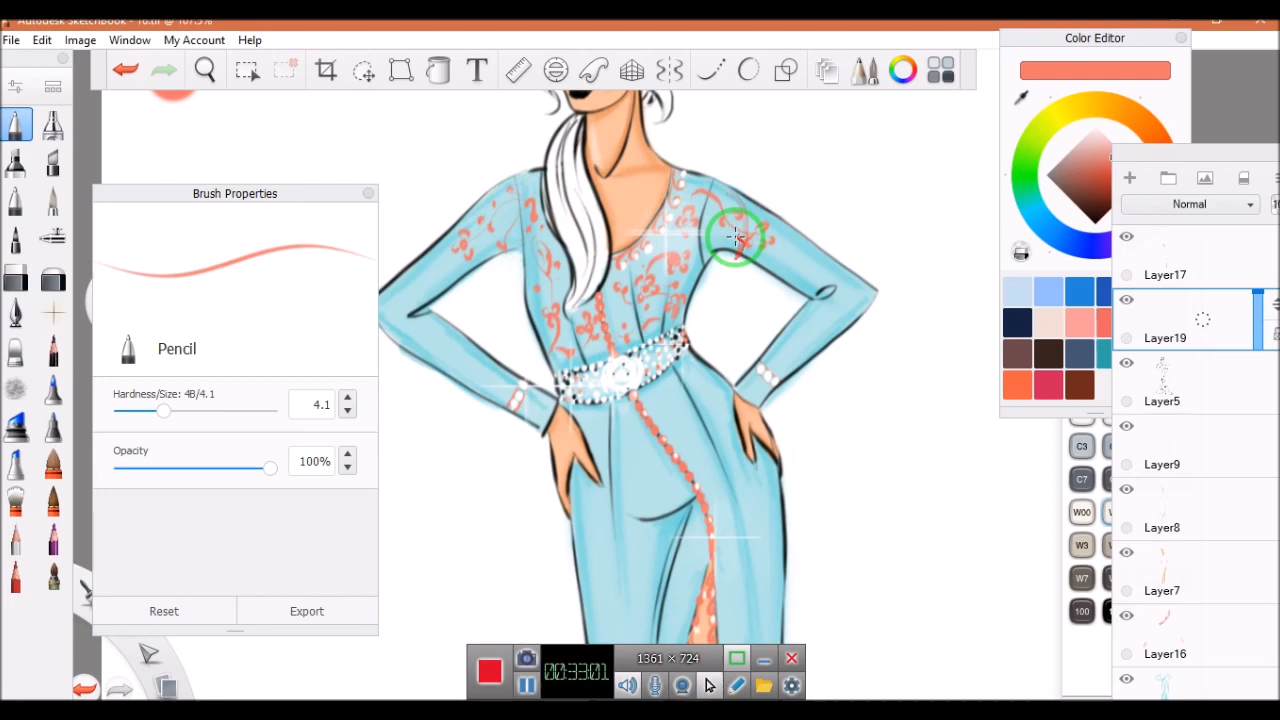 Autodesk SketchBook - 10.tif @ 107.5%
File Edit Image Window My Account Help
Color Editor
Brush Properties
Pencil
Hardness/Size: 4B/4.1
4.1
Opacity
100%
Reset Export
Normal
Layer17
Layer19
Layer5
Layer9
Layer8
Layer7
Layer16
C3
C7
W00
W3
W7
100
1361 × 724
00:33:01